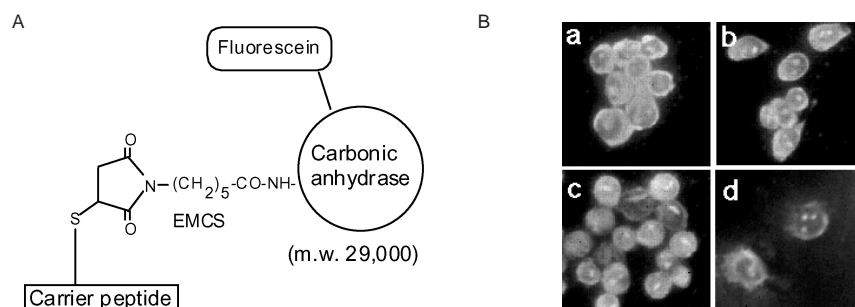 A
Fluorescein
O
N
(CH2)5-CO-NH-
O
S
EMCS
Carbonic
anhydrase
(m.w. 29,000)
Carrier peptide
B
a
b
c
d